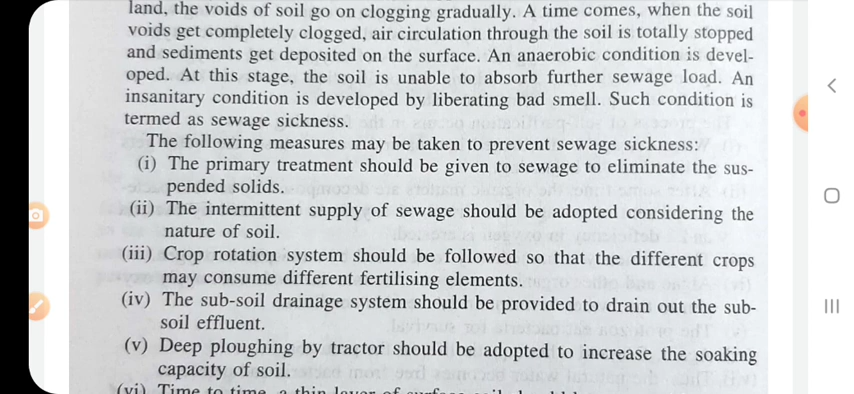 land, the voids of soil go on clogging gradually. A time comes, when the soil
voids get completely clogged, air circulation through the soil is totally stopped
and sediments get deposited on the surface. An anaerobic condition is devel-
oped. At this stage, the soil is unable to absorb further sewage load. An
insanitary condition is developed by liberating bad smell. Such condition is
termed as sewage sickness.
The following measures may be taken to prevent sewage sickness:
(i) The primary treatment should be given to sewage to eliminate the sus-
pended solids.
(ii) The intermittent supply of sewage should be adopted considering the
nature of soil.
(iii) Crop rotation system should be followed so that the different crops
may consume different fertilising elements.
(iv) The sub-soil drainage system should be provided to drain out the sub-
soil effluent.
(v) Deep ploughing by tractor should be adopted to increase the soaking
capacity of soil.
(vi) Time to time, a thin layer of